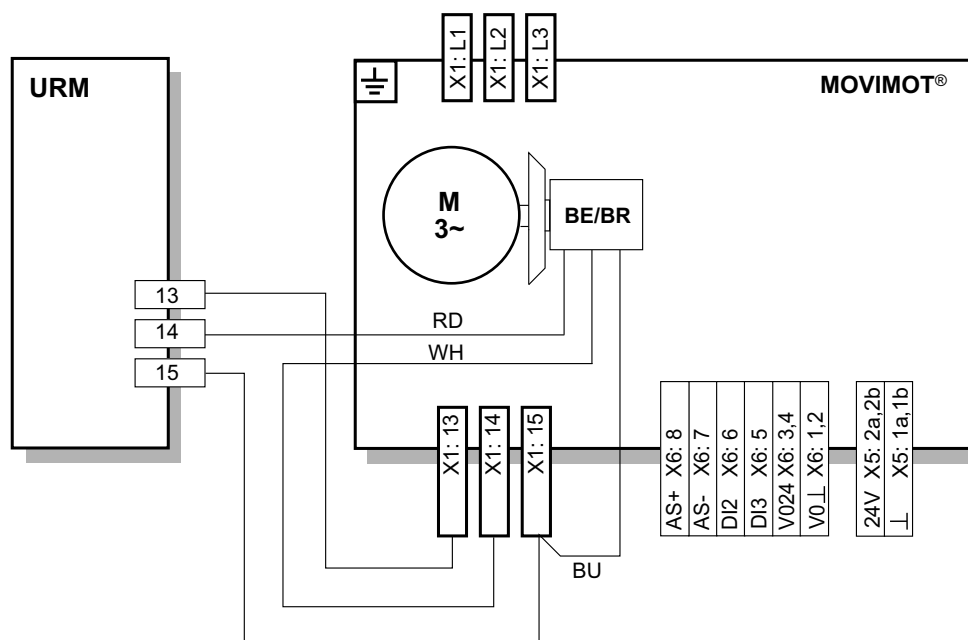 X1: L1
X1: L2
X1: L3
URM
MOVIMOT®
M
3~
BE/BR
13
14
15
RD
WH
X1: 13
X1: 14
X1: 15
AS+ X6: 8
AS- X6: 7
DI2 X6: 6
DI3 X6: 5
V024 X6: 3,4
V0⊥ X6: 1,2
24V X5: 2a,2b
⊥ X5: 1a,1b
BU